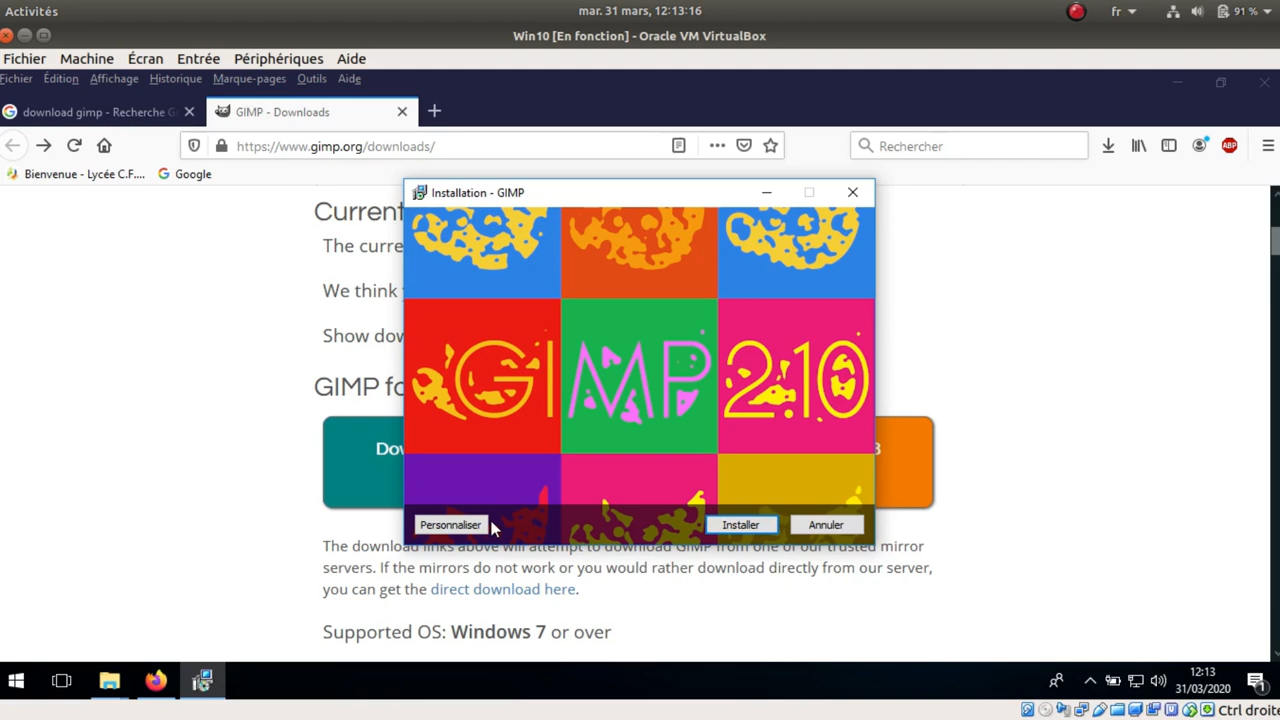 Activités
mar. 31 mars, 12:13:16
fr
91 %
Win10 [En fonction] - Oracle VM VirtualBox
Fichier Machine Écran Entrée Périphériques Aide
Fichier Édition Affichage Historique Marque-pages Outils Aide
download gimp - Recherche G
GIMP - Downloads
https://www.gimp.org/downloads/
Rechercher
ABP
Bienvenue - Lycée C.F....
Google
Installation - GIMP
Current
The curre
We think
Show dow
GIMP fo
GIMP 2.10
Dow
Personnaliser
Installer
Annuler
The download links above will attempt to download GIMP from one of our trusted mirror
servers. If the mirrors do not work or you would rather download directly from our server,
you can get the direct download here.
Supported OS: Windows 7 or over
12:13
31/03/2020
1
Ctrl droite